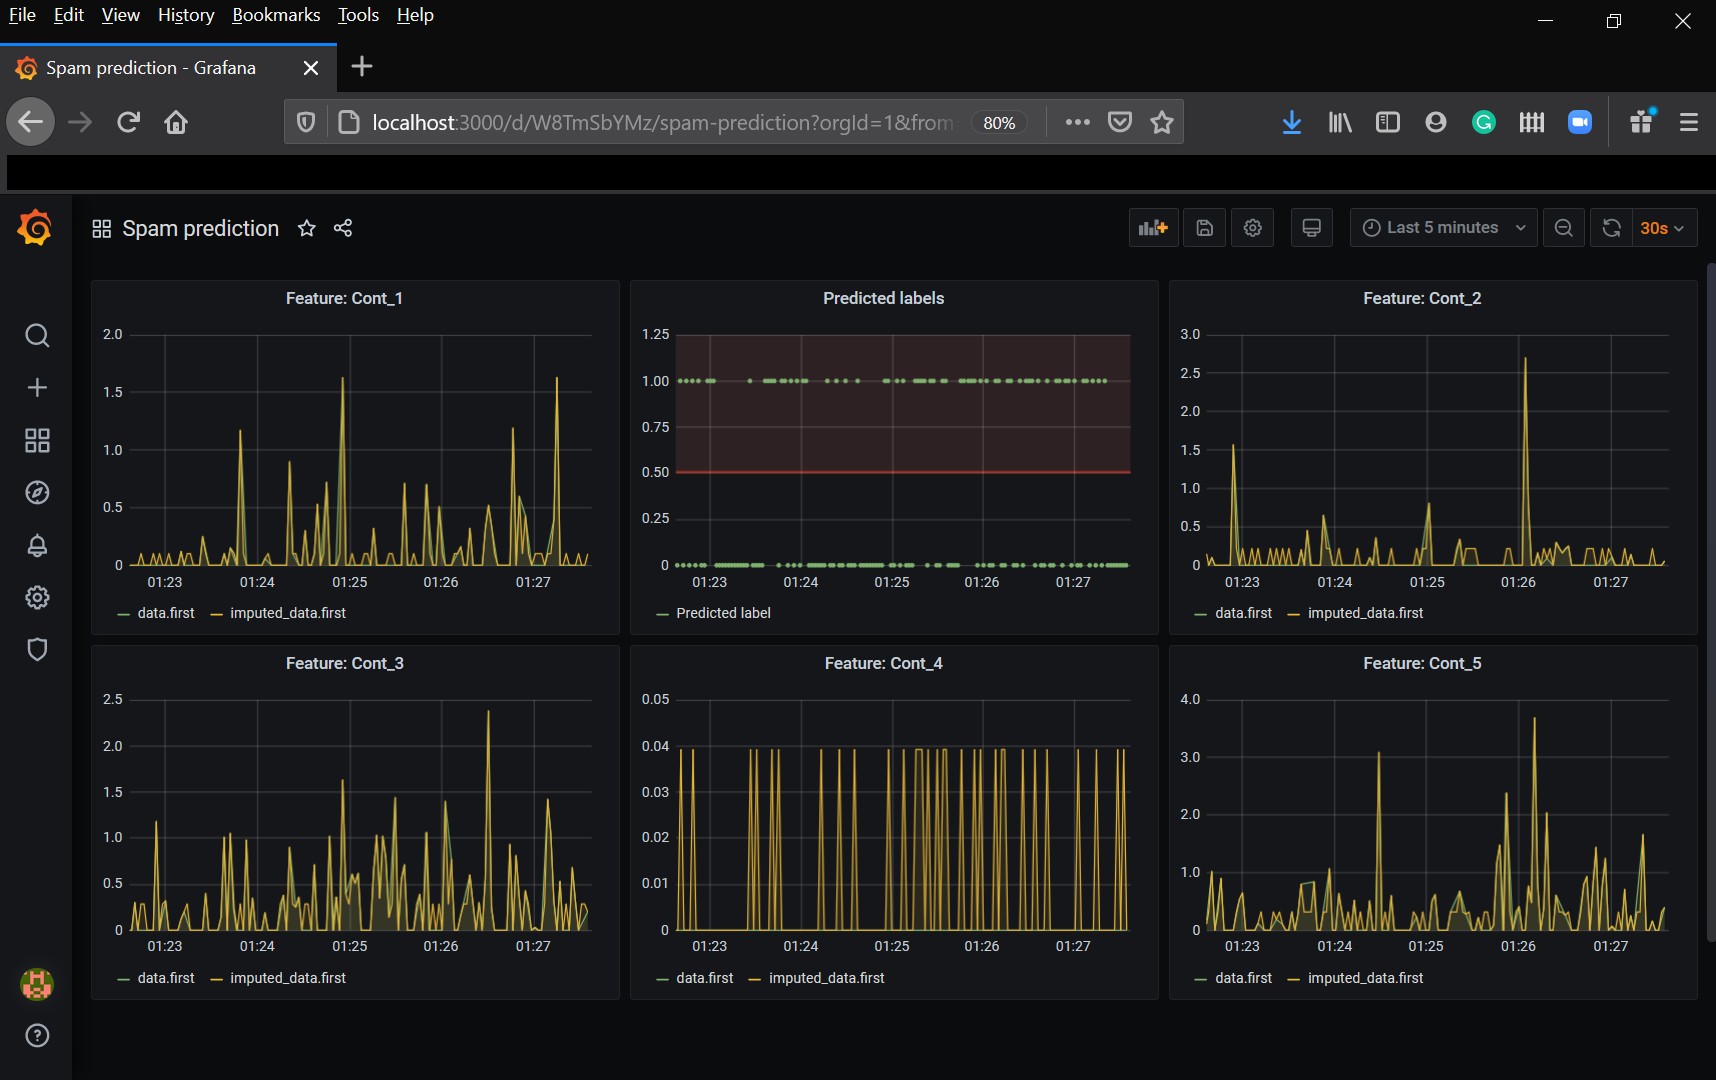 File Edit View History Bookmarks Tools Help
Spam prediction - Grafana
localhost:3000/d/W8TmSbYMz/spam-prediction?orgId=1&from 80%
Spam prediction
Last 5 minutes 30s
Feature: Cont_1
2.0
1.5
1.0
0.5
0
01:23 01:24 01:25 01:26 01:27
data.first imputed_data.first
Predicted labels
1.25
1.00
0.75
0.50
0.25
0
01:23 01:24 01:25 01:26 01:27
Predicted label
Feature: Cont_2
3.0
2.5
2.0
1.5
1.0
0.5
0
01:23 01:24 01:25 01:26 01:27
data.first imputed_data.first
Feature: Cont_3
2.5
2.0
1.5
1.0
0.5
0
01:23 01:24 01:25 01:26 01:27
data.first imputed_data.first
Feature: Cont_4
0.05
0.04
0.03
0.02
0.01
0
01:23 01:24 01:25 01:26 01:27
data.first imputed_data.first
Feature: Cont_5
4.0
3.0
2.0
1.0
0
01:23 01:24 01:25 01:26 01:27
data.first imputed_data.first